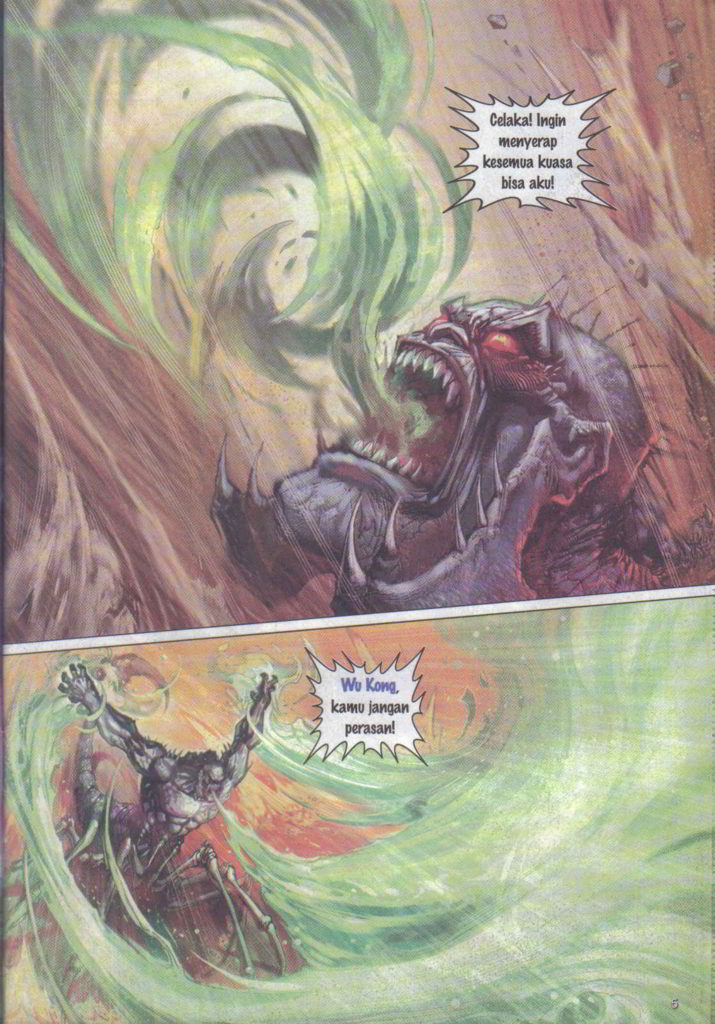 Celaka! Ingin
menyerap
kesemua kuasa
bisa aku!
Wu Kong,
kamu jangan
perasan!
5